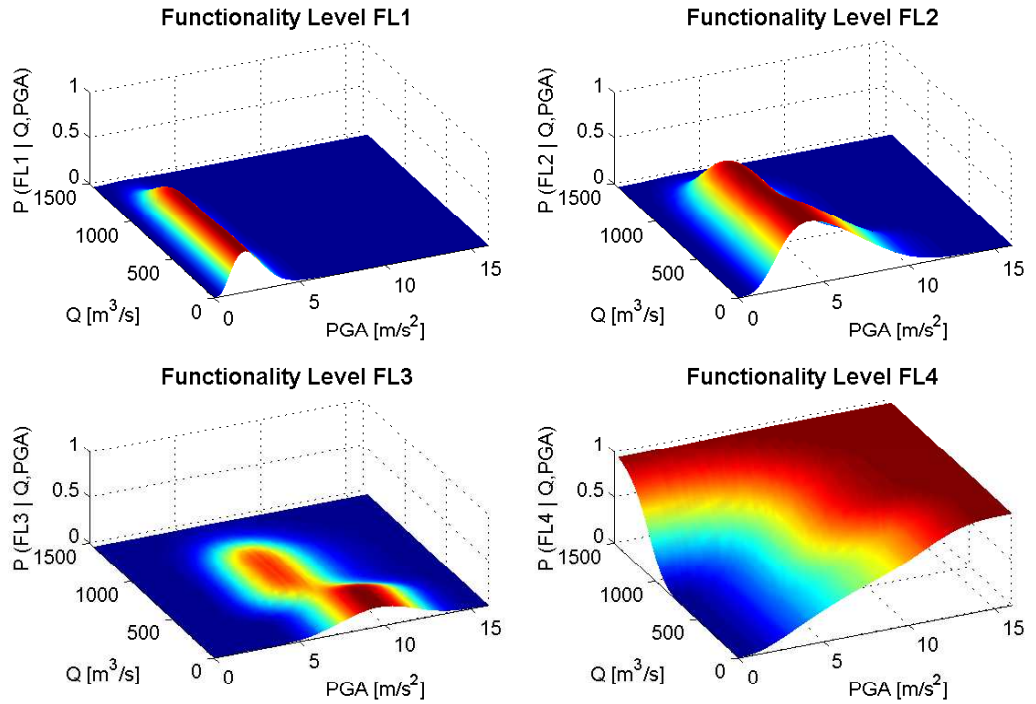 Functionality Level FL1
P (FL1 | Q,PGA)
1
0.5
0
1500
1000
500
0
Q [m³/s]
0
5
10
15
PGA [m/s²]
Functionality Level FL2
P (FL2 | Q,PGA)
1
0.5
0
1500
1000
500
0
Q [m³/s]
0
5
10
15
PGA [m/s²]
Functionality Level FL3
P (FL3 | Q,PGA)
1
0.5
0
1500
1000
500
0
Q [m³/s]
0
5
10
15
PGA [m/s²]
Functionality Level FL4
P (FL4 | Q,PGA)
1
0.5
0
1500
1000
500
0
Q [m³/s]
0
5
10
15
PGA [m/s²]